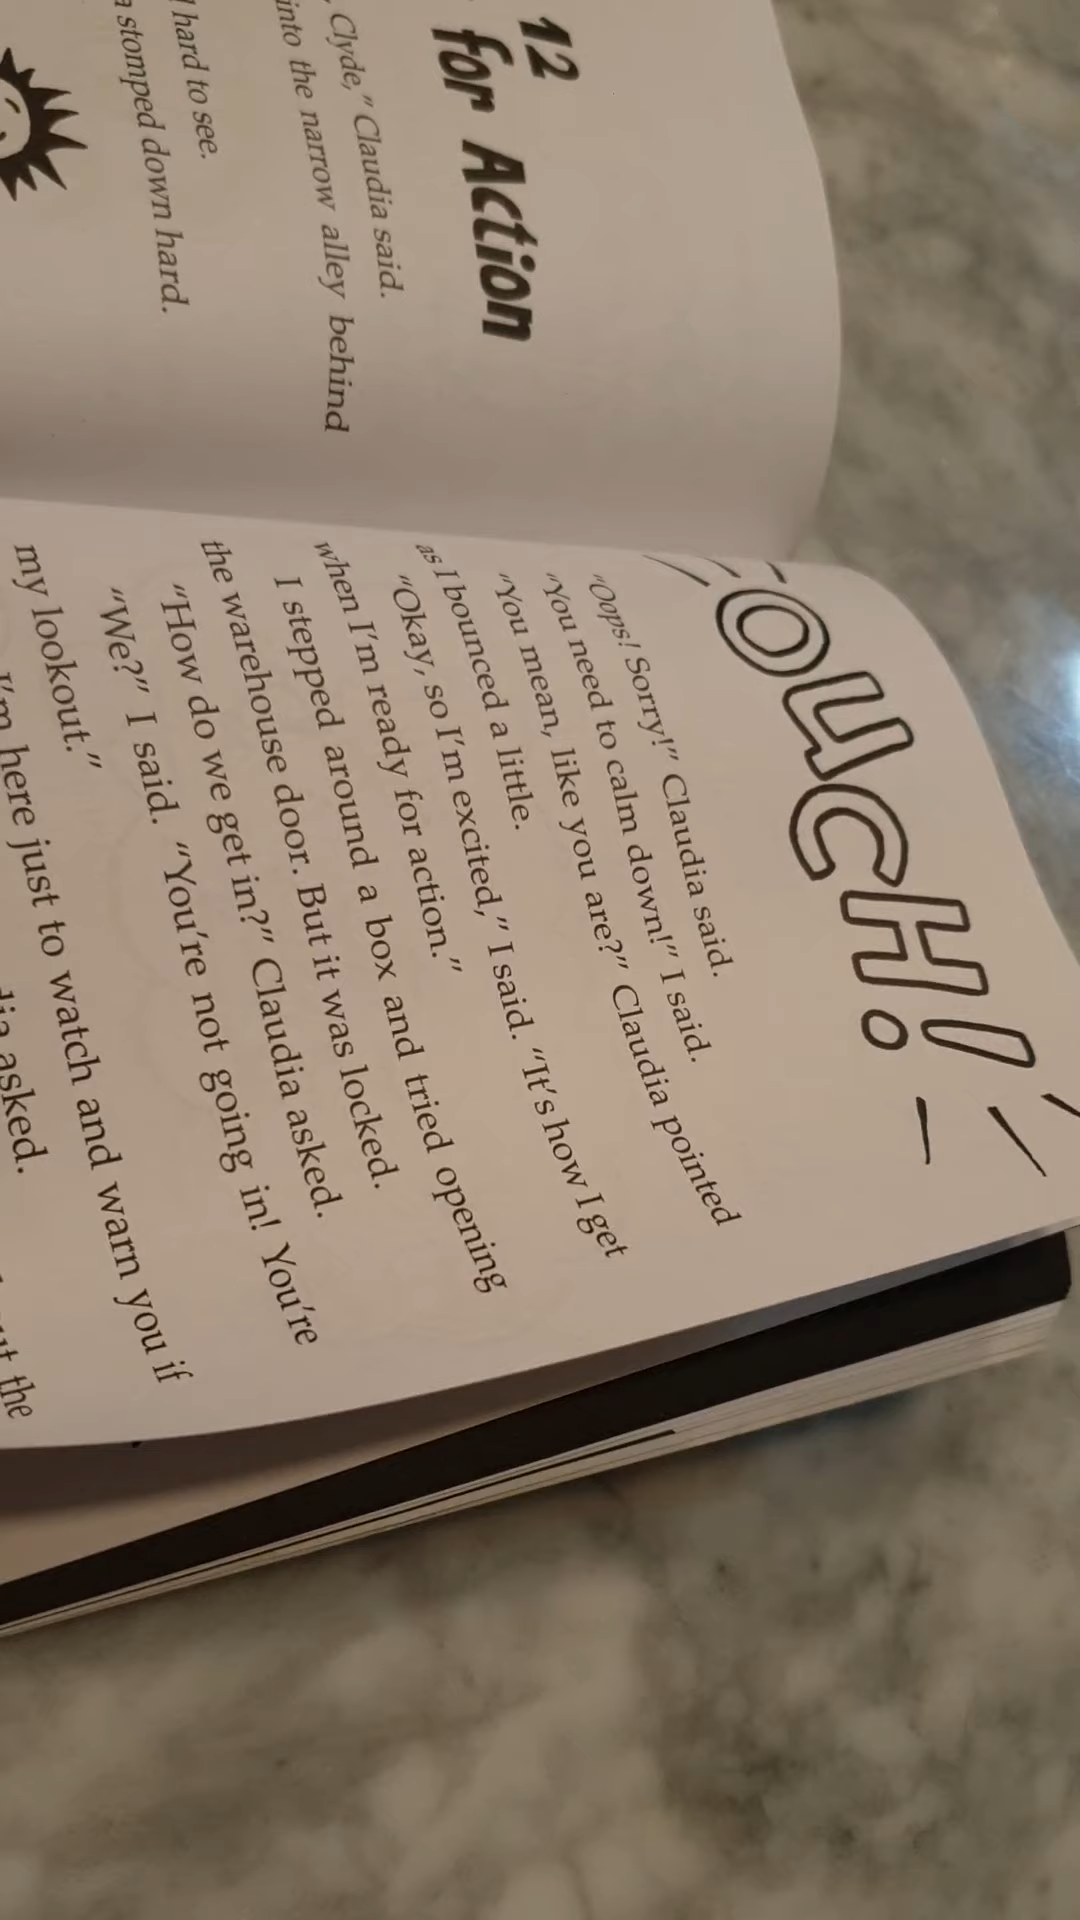 12
for Action
Clyde," Claudia said.
into the narrow alley behind
hard to see.
stomped down hard.
OUCH!
"Oops! Sorry!" Claudia said.
"You need to calm down!" I said.
"You mean, like you are?" Claudia pointed
as I bounced a little.
"Okay, so I'm excited," I said. "It's how I get
when I'm ready for action."
I stepped around a box and tried opening
the warehouse door. But it was locked.
"How do we get in?" Claudia asked.
"We?" I said. "You're not going in! You're
my lookout."
I'm here just to watch and warn you if
asked.
the